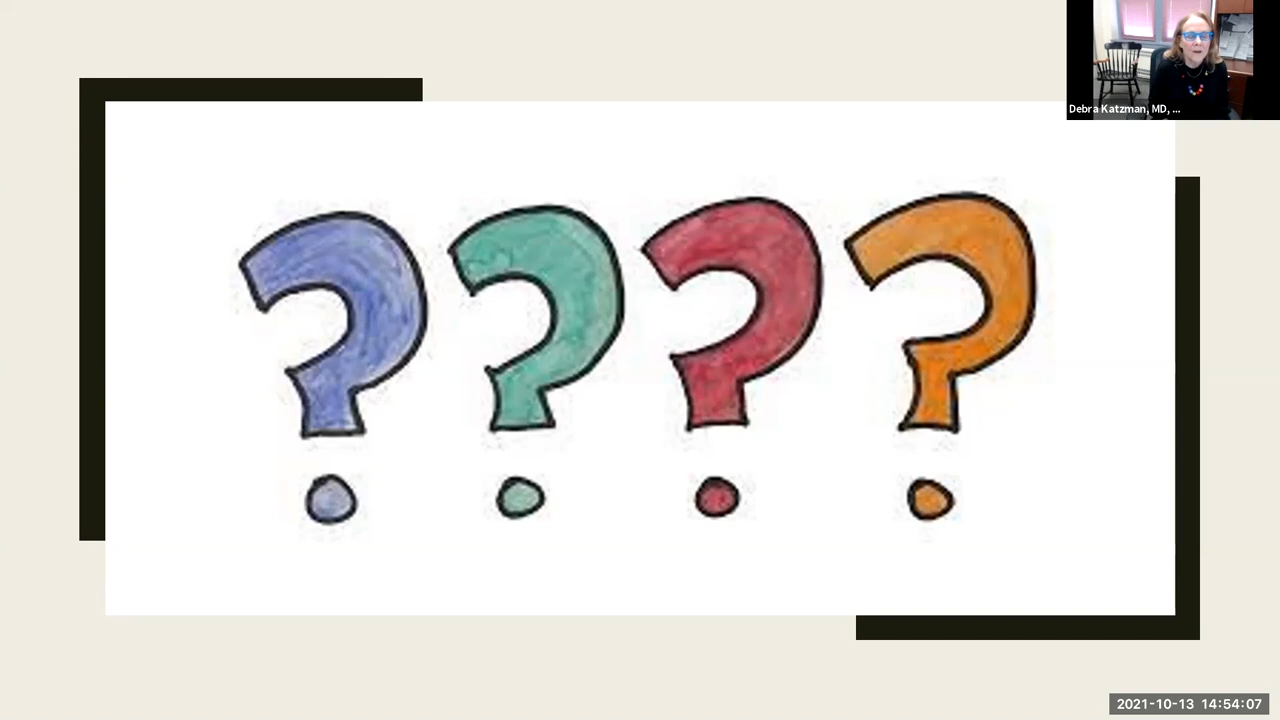 Debra Katzman, MD, ...
? ? ? ?
2021-10-13 14:54:07